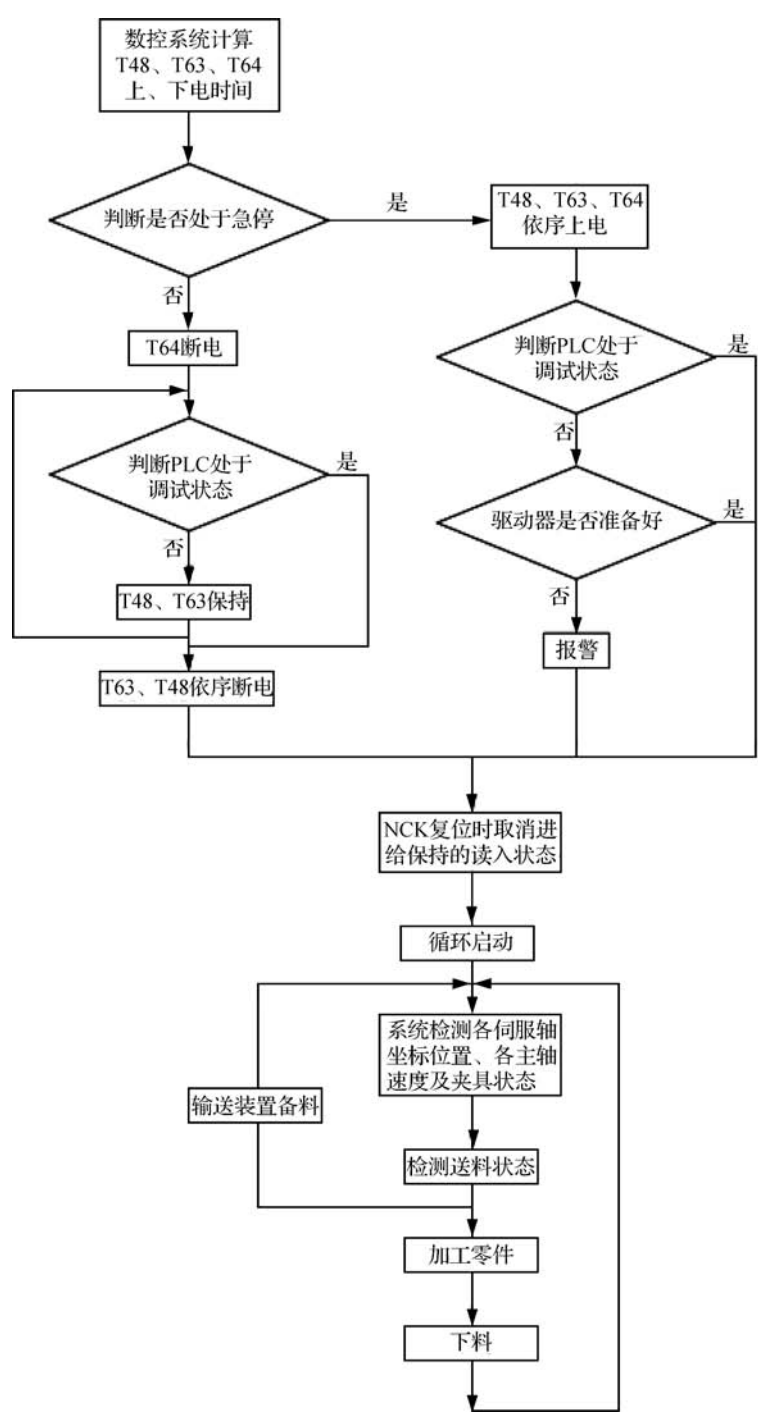 数控系统计算
T48、T63、T64
上、下电时间
判断是否处于急停
是
T48、T63、T64
依序上电
否
T64断电
判断PLC处于
调试状态
是
否
判断PLC处于
调试状态
是
否
T48、T63保持
驱动器是否准备好
是
否
报警
T63、T48依序断电
NCK复位时取消进
给保持的读入状态
循环启动
系统检测各伺服轴
坐标位置、各主轴
速度及夹具状态
输送装置备料
检测送料状态
加工零件
下料